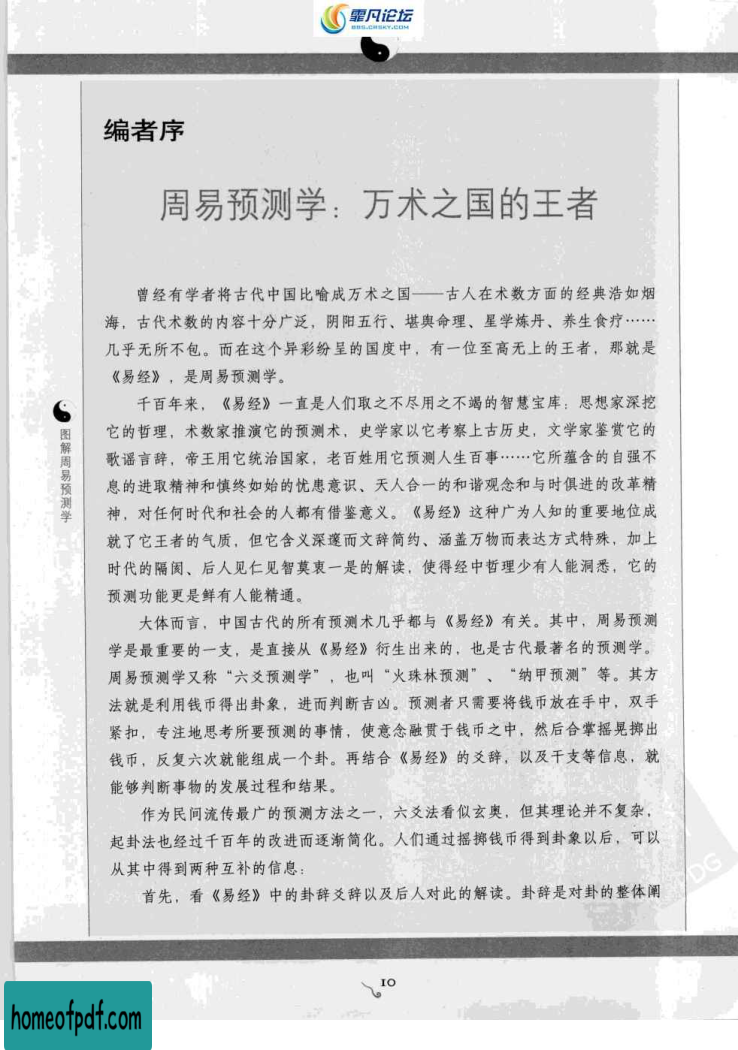 霏凡论坛
BBS.CRSKY.COM
编者序
周易预测学：万术之国的王者
曾经有学者将古代中国比喻成万术之国——古人在术数方面的经典浩如烟
海，古代术数的内容十分广泛，阴阳五行、堪舆命理、星学炼丹、养生食疗……
几乎无所不包。而在这个异彩纷呈的国度中，有一位至高无上的王者，那就是
《易经》，是周易预测学。
千百年来，《易经》一直是人们取之不尽用之不竭的智慧宝库：思想家深挖
它的哲理，术数家推演它的预测术，史学家以它考察上古历史，文学家鉴赏它的
歌谣言辞，帝王用它统治国家，老百姓用它预测人生百事……它所蕴含的自强不
息的进取精神和慎终如始的忧患意识、天人合一的和谐观念和与时俱进的改革精
神，对任何时代和社会的人都有借鉴意义。《易经》这种广为人知的重要地位成
就了它王者的气质，但它含义深邃而文辞简约、涵盖万物而表达方式特殊，加上
时代的隔阂、后人见仁见智莫衷一是的解读，使得经中哲理少有人能洞悉，它的
预测功能更是鲜有人能精通。
大体而言，中国古代的所有预测术几乎都与《易经》有关。其中，周易预测
学是最重要的一支，是直接从《易经》衍生出来的，也是古代最著名的预测学。
周易预测学又称“六爻预测学”，也叫“火珠林预测”、“纳甲预测”等。其方
法就是利用钱币得出卦象，进而判断吉凶。预测者只需要将钱币放在手中，双手
紧扣，专注地思考所要预测的事情，使意念融贯于钱币之中，然后合掌摇晃掷出
钱币，反复六次就能组成一个卦。再结合《易经》的爻辞，以及干支等信息，就
能够判断事物的发展过程和结果。
作为民间流传最广的预测方法之一，六爻法看似玄奥，但其理论并不复杂，
起卦法也经过千百年的改进而逐渐简化。人们通过摇掷钱币得到卦象以后，可以
从其中得到两种互补的信息：
首先，看《易经》中的卦辞爻辞以及后人对此的解读。卦辞是对卦的整体阐
图解周易预测学
10
homeofpdf.com